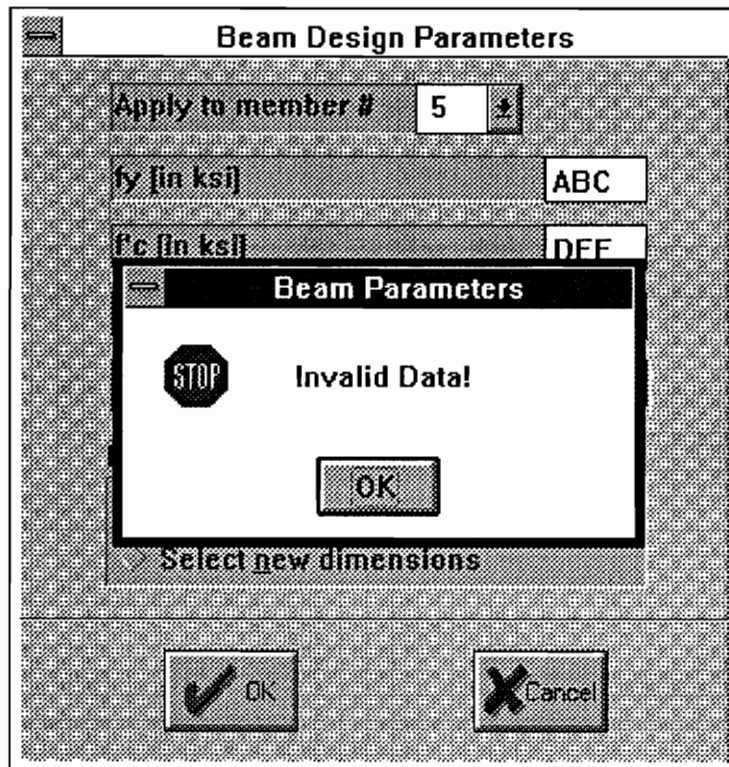 Beam Design Parameters
Apply to member # 5
fy [in ksi] ABC
f'c [in ksi] DEF
Beam Parameters
STOP Invalid Data!
OK
Select new dimensions
OK Cancel